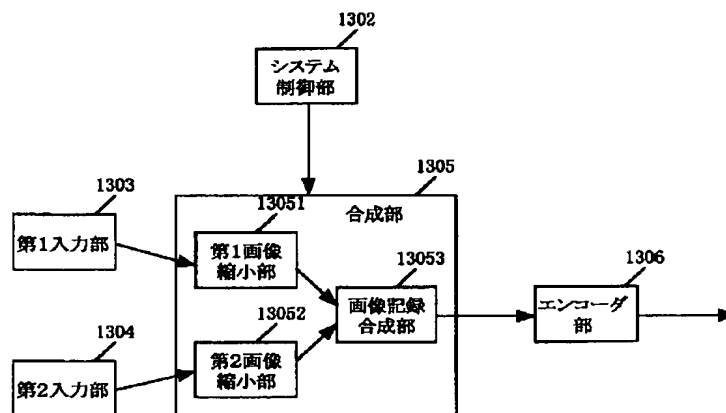 1302
システム
制御部
1305
1303
13051
合成部
第1入力部
第1画像
縮小部
13053
1306
画像記録
合成部
エンコーダ
部
1304
13052
第2入力部
第2画像
縮小部